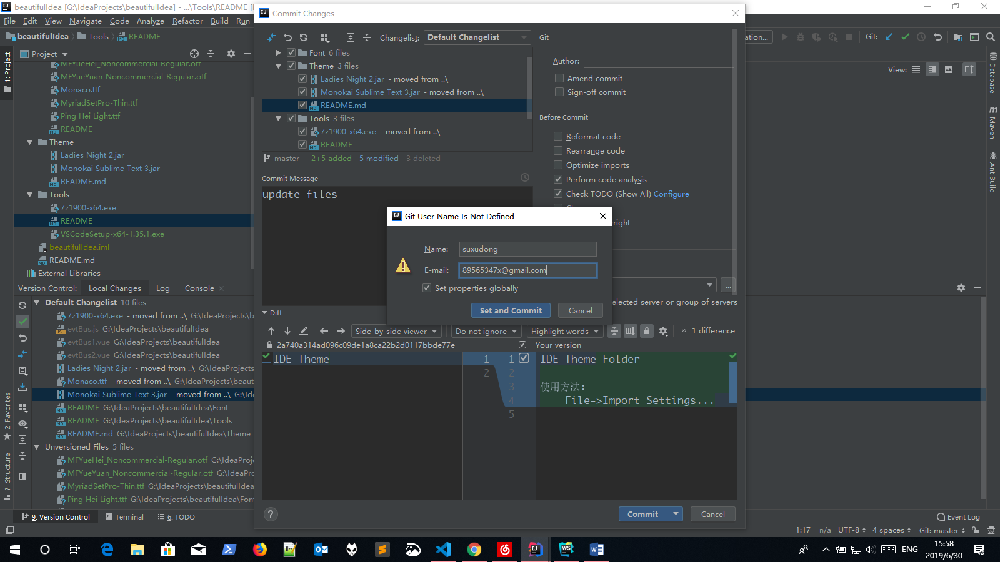 beautifulIdea [G:\IdeaProjects\beautifulIdea] - ...\Tools\README [
File Edit View Navigate Code Analyze Refactor Build Run
beautifulIdea Tools README
1: Project
Project
MFYueHei_Noncommercial-Regular.otf
MFYueYuan_Noncommercial-Regular.otf
Monaco.ttf
MyriadSetPro-Thin.ttf
Ping Hei Light.ttf
README
Theme
Ladies Night 2.jar
Monokai Sublime Text 3.jar
README.md
Tools
7z1900-x64.exe
README
VSCodeSetup-x64-1.35.1.exe
beautifulIdea.iml
README.md
External Libraries
Version Control: Local Changes Log Console
Default Changelist 10 files
7z1900-x64.exe - moved from ..\ G:\IdeaProjects\b
evtBus.js G:\IdeaProjects\beautifulIdea
evtBus1.vue G:\IdeaProjects\beautifulIdea
evtBus2.vue G:\IdeaProjects\beautifulIdea
Ladies Night 2.jar - moved from ..\ G:\IdeaProject
Monaco.ttf - moved from ..\ G:\IdeaProjects\beaut
Monokai Sublime Text 3.jar - moved from ..\ G:\Ide
README G:\IdeaProjects\beautifulIdea\Font
README G:\IdeaProjects\beautifulIdea\Tools
README.md G:\IdeaProjects\beautifulIdea\Theme
Unversioned Files 5 files
MFYueHei_Noncommercial-Regular.otf G:\IdeaProj
MFYueYuan_Noncommercial-Regular.otf G:\IdeaPro
MyriadSetPro-Thin.ttf G:\IdeaProjects\beautifulIdea
Ping Hei Light.ttf G:\IdeaProjects\beautifulIdea\Fon
2: Favorites
7: Structure
9: Version Control Terminal 6: TODO
Commit Changes
Changelist: Default Changelist
Font 6 files
Theme 3 files
Ladies Night 2.jar - moved from ..\
Monokai Sublime Text 3.jar - moved from ..\
README.md
Tools 3 files
7z1900-x64.exe - moved from ..\
README
master 2+5 added 5 modified 3 deleted
Commit Message
update files
Git
Author:
Amend commit
Sign-off commit
Before Commit
Reformat code
Rearrange code
Optimize imports
Perform code analysis
Check TODO (Show All) Configure
right
elected server or group of servers
...
Git User Name Is Not Defined
Name: suxudong
E-mail: 89565347x@gmail.com
Set properties globally
Set and Commit Cancel
Diff
Side-by-side viewer Do not ignore Highlight words 1 difference
2a740a314ad096c09de1a8ca22b2d0117bbde77e Your version
IDE Theme 1 1 IDE Theme Folder
2 2
3 使用方法:
4 File->Import Settings...
5
? Commit Cancel
ation... Git:
View:
Database
Maven
Ant Build
Event Log
1:17 n/a UTF-8 4 spaces Git: master
ENG 15:58
2019/6/30